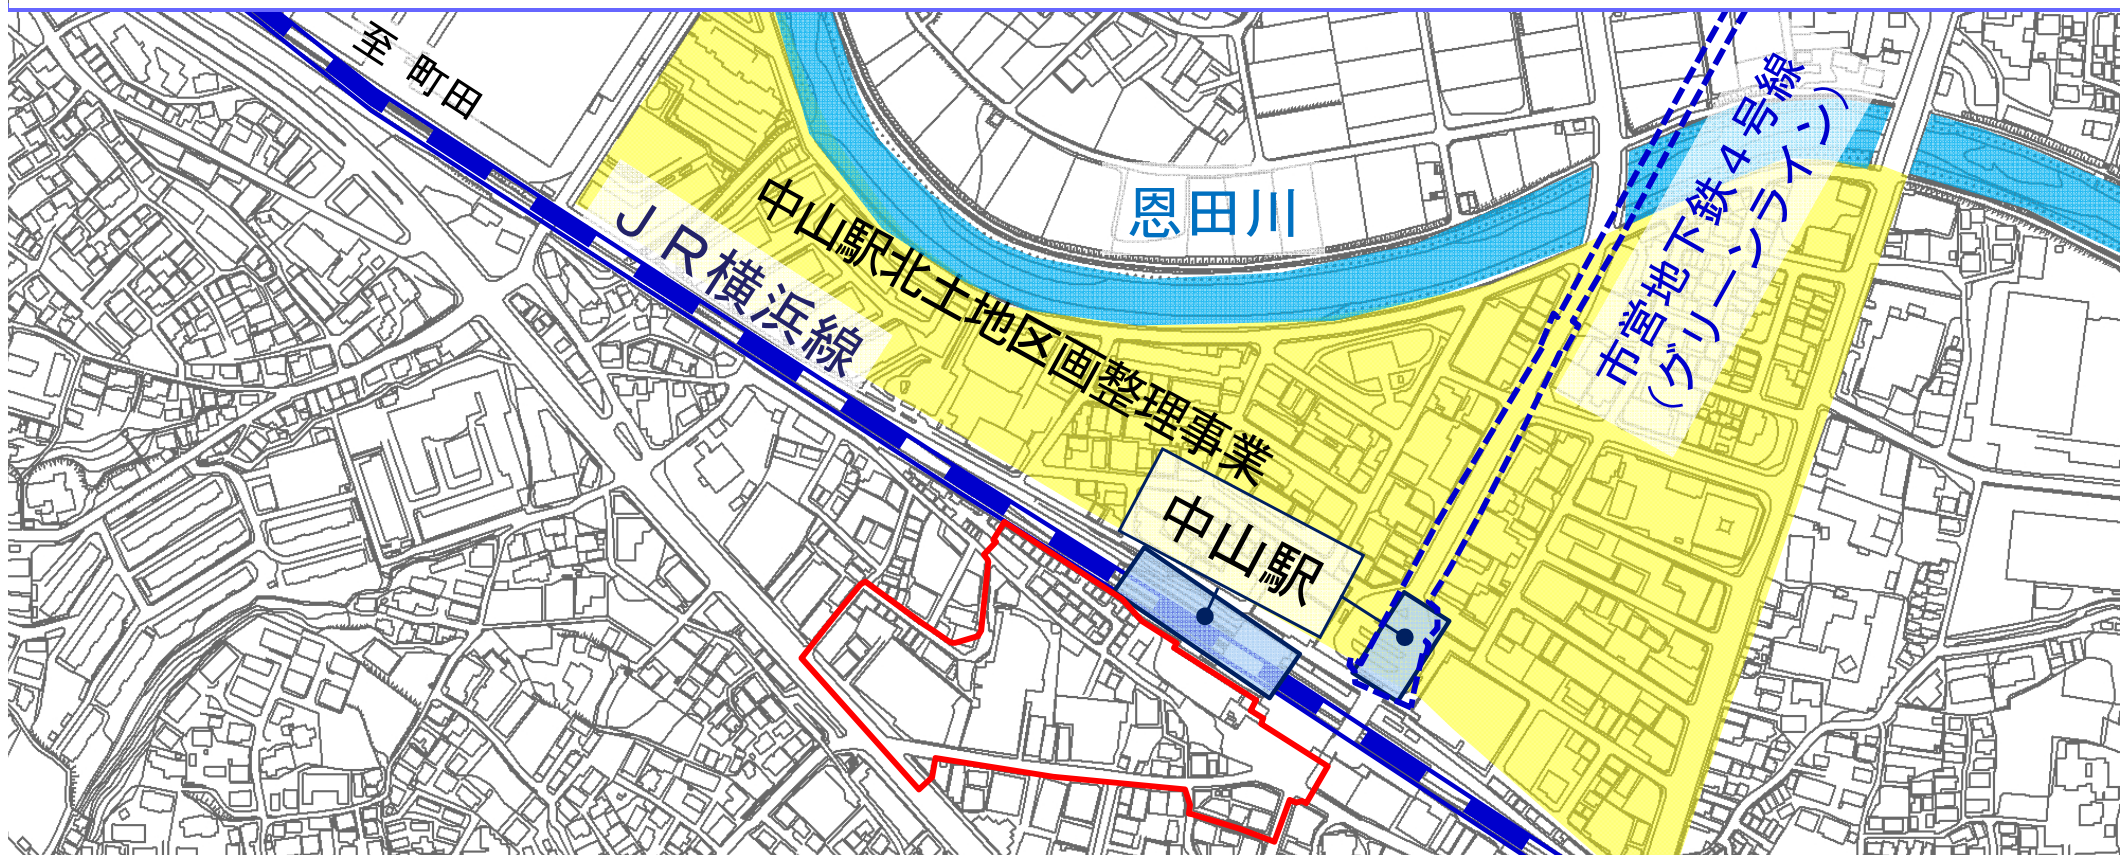 至 町田
恩田川
市営地下鉄4号線
(グリーンライン)
JR横浜線
中山駅北土地区画整理事業
中山駅